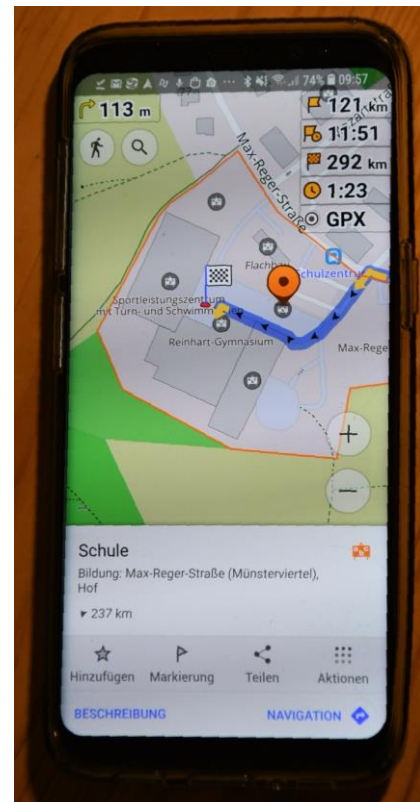 74% 09:57
113 m
121 km
11:51
292 km
1:23
GPX
Max-Reger-Straße
Flachbau
Schulzentr
Sportleistungszentrum
mit Turn- und Schwimm
Reinhart-Gymnasium
Max-Rege
Schule
Bildung: Max-Reger-Straße (Münsterviertel),
Hof
237 km
Hinzufügen Markierung Teilen Aktionen
BESCHREIBUNG NAVIGATION